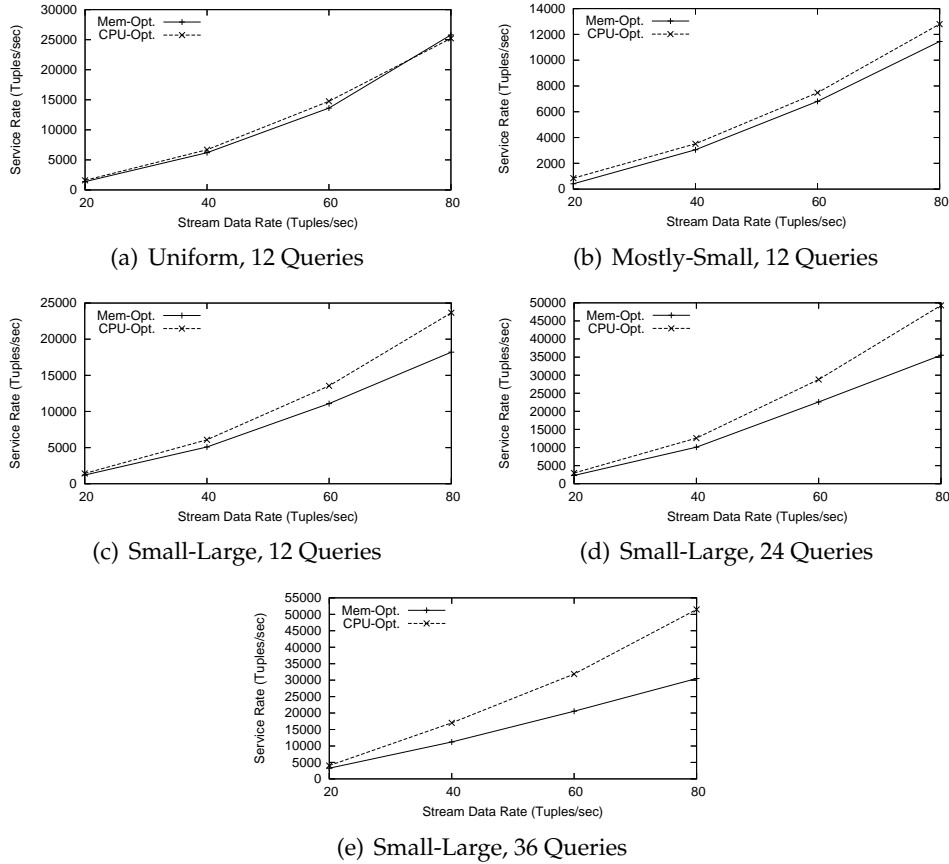 30000
25000
20000
15000
10000
5000
0
Service Rate (Tuples/sec)
Mem-Opt.
CPU-Opt.
20 40 60 80
Stream Data Rate (Tuples/sec)
(a) Uniform, 12 Queries
14000
12000
10000
8000
6000
4000
2000
0
Service Rate (Tuples/sec)
Mem-Opt.
CPU-Opt.
20 40 60 80
Stream Data Rate (Tuples/sec)
(b) Mostly-Small, 12 Queries
25000
20000
15000
10000
5000
0
Service Rate (Tuples/sec)
Mem-Opt.
CPU-Opt.
20 40 60 80
Stream Data Rate (Tuples/sec)
(c) Small-Large, 12 Queries
50000
45000
40000
35000
30000
25000
20000
15000
10000
5000
0
Service Rate (Tuples/sec)
Mem-Opt.
CPU-Opt.
20 40 60 80
Stream Data Rate (Tuples/sec)
(d) Small-Large, 24 Queries
55000
50000
45000
40000
35000
30000
25000
20000
15000
10000
5000
0
Service Rate (Tuples/sec)
Mem-Opt.
CPU-Opt.
20 40 60 80
Stream Data Rate (Tuples/sec)
(e) Small-Large, 36 Queries